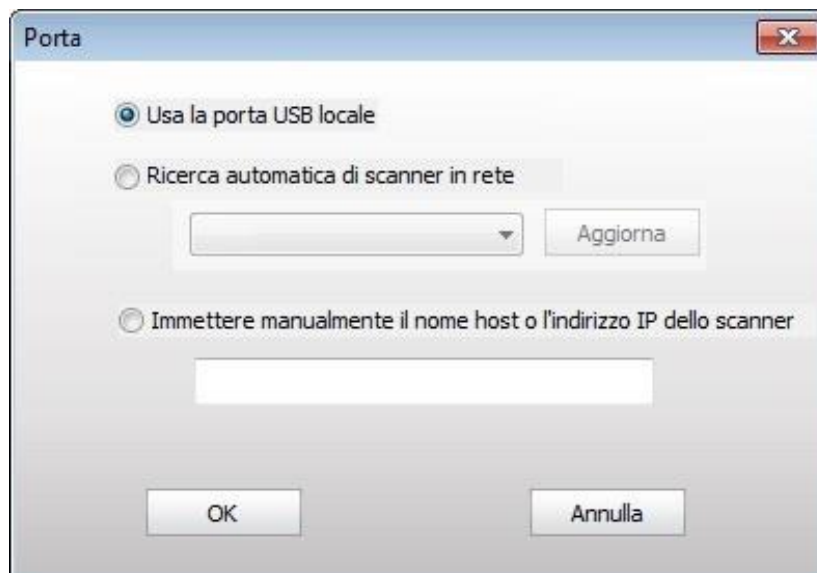 Porta
Usa la porta USB locale
Ricerca automatica di scanner in rete
Aggiorna
Immettere manualmente il nome host o l'indirizzo IP dello scanner
OK
Annulla